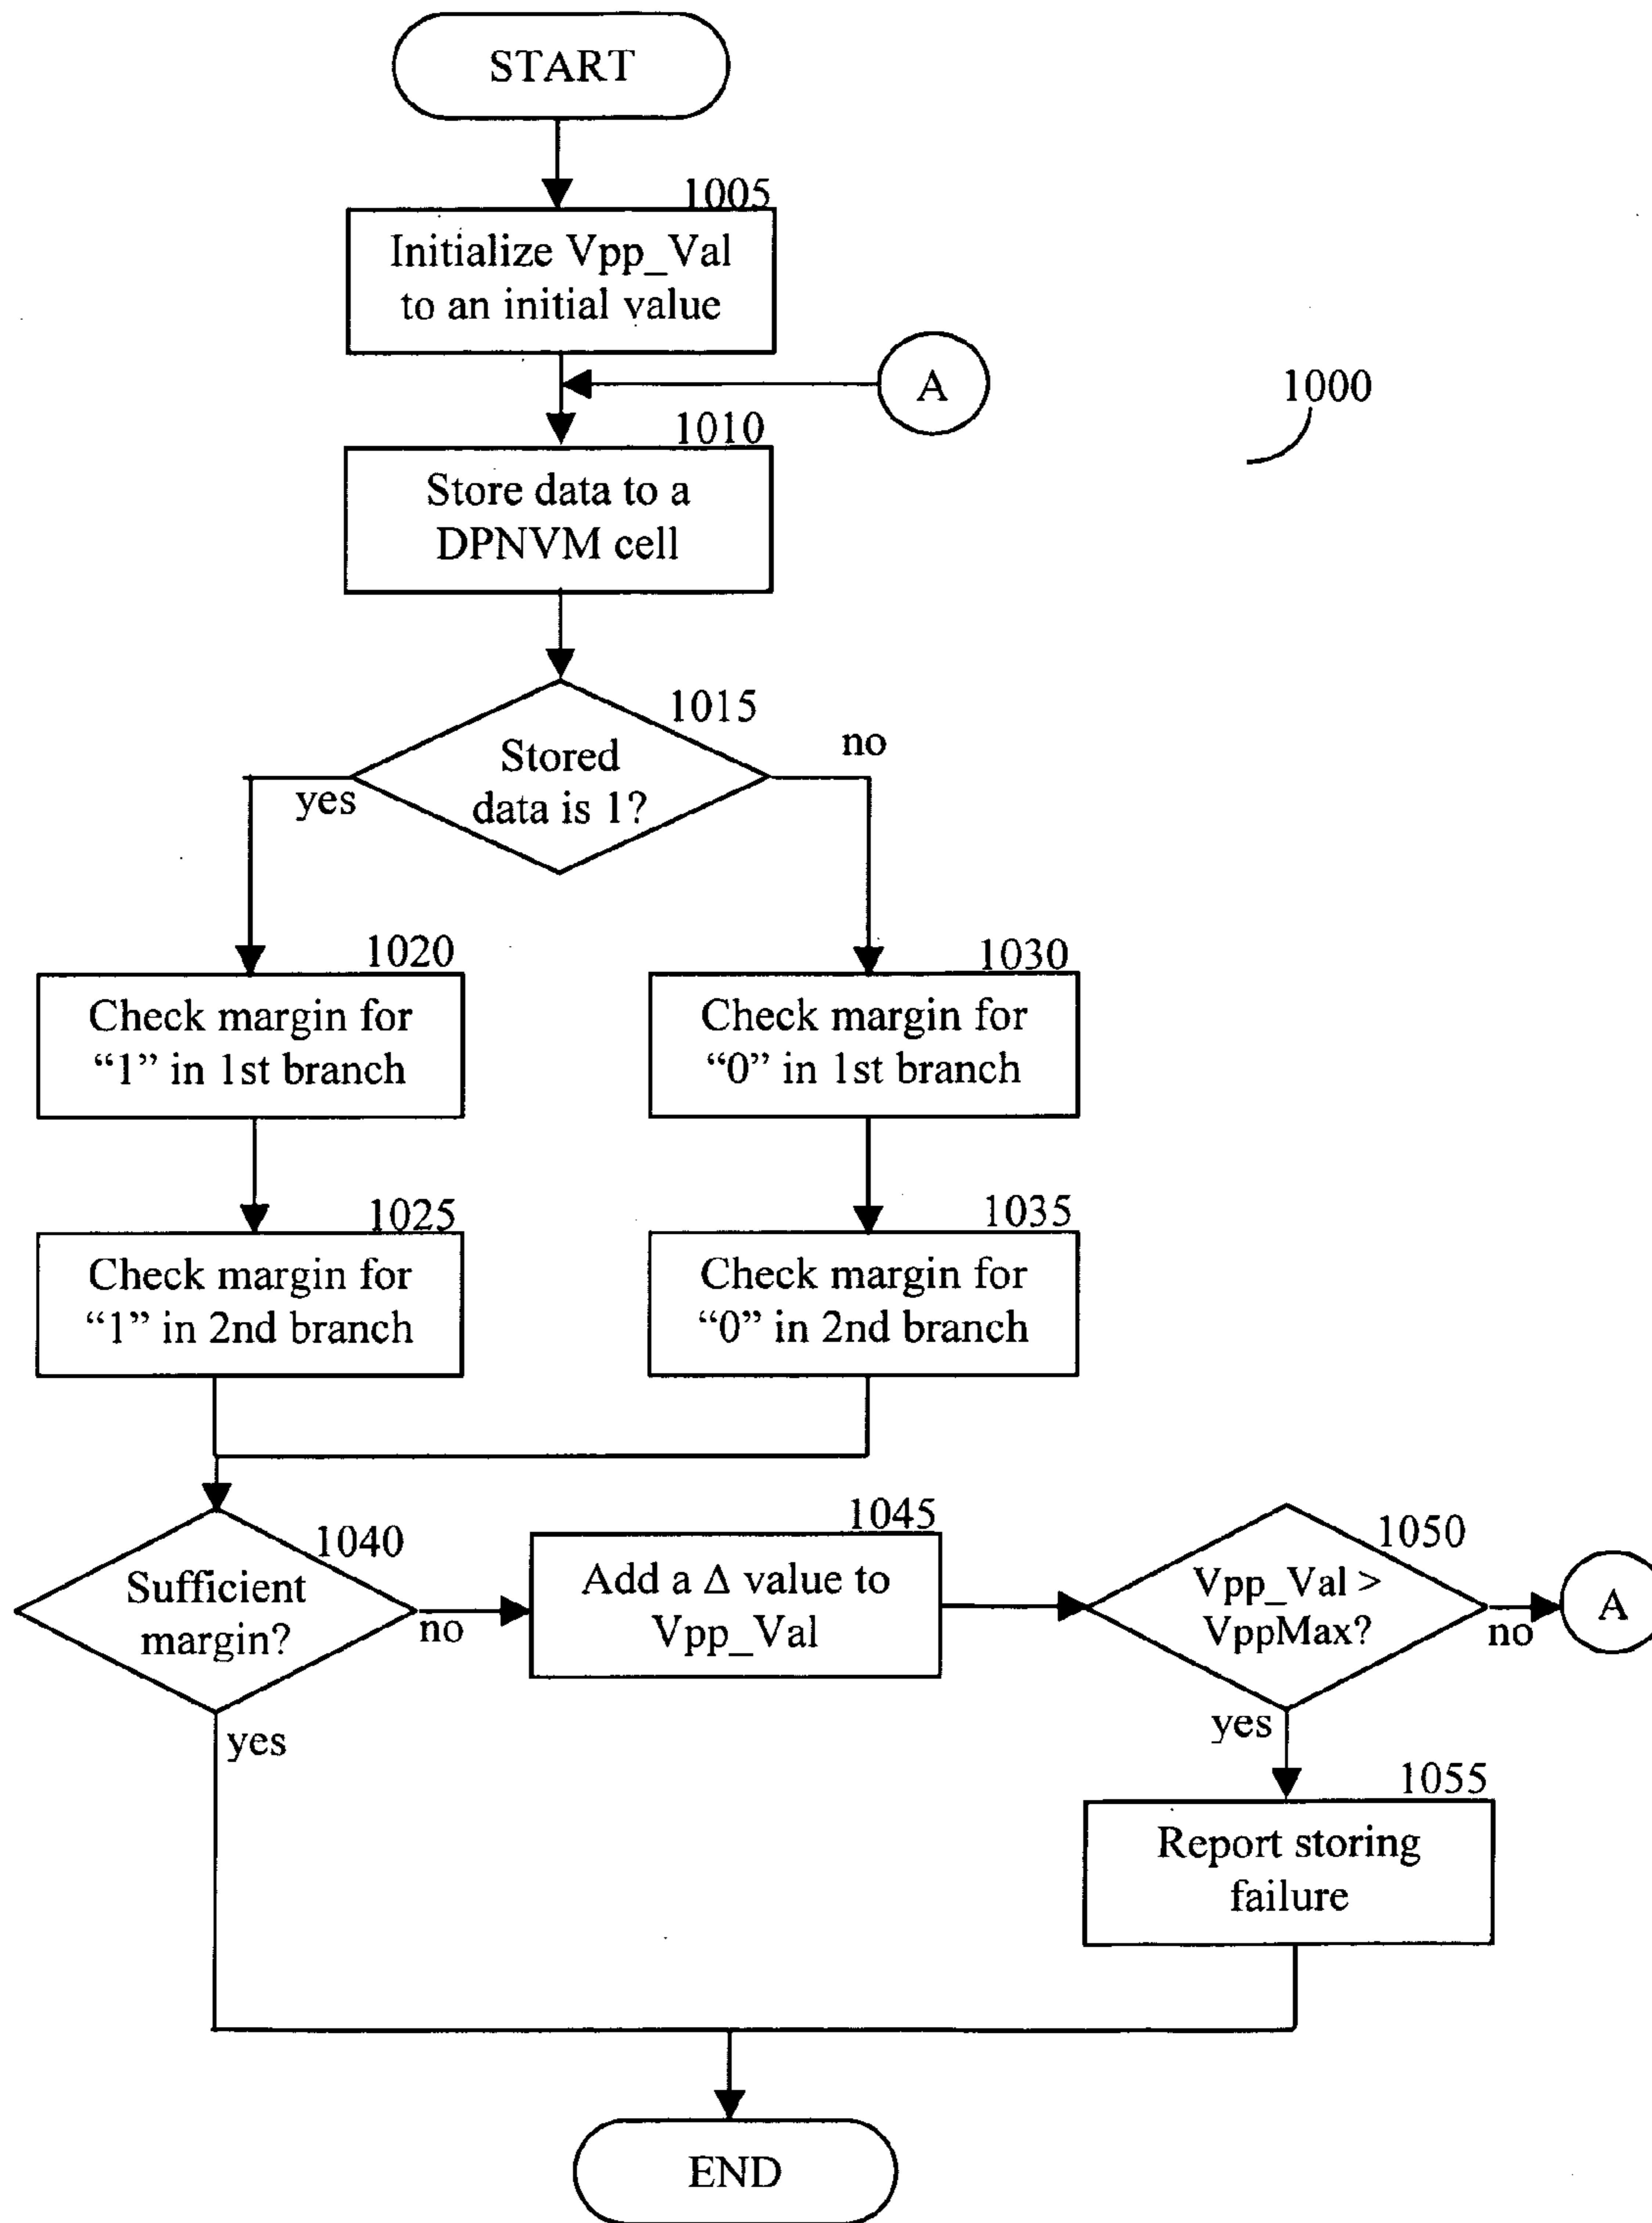 START
1005
Initialize Vpp_Val
to an initial value
A
1000
1010
Store data to a
DPNVM cell
1015
Stored
data is 1?
yes
no
1020
Check margin for
“1” in 1st branch
1030
Check margin for
“0” in 1st branch
1025
Check margin for
“1” in 2nd branch
1035
Check margin for
“0” in 2nd branch
1040
Sufficient
margin?
no
yes
1045
Add a Δ value to
Vpp_Val
1050
Vpp_Val >
VppMax?
no
A
yes
1055
Report storing
failure
END